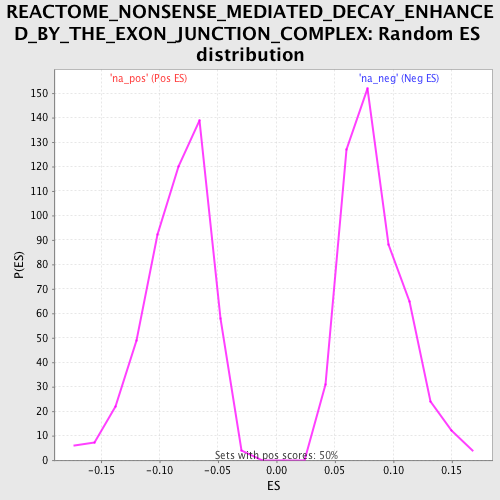 REACTOME_NONSENSE_MEDIATED_DECAY_ENHANCE
D_BY_THE_EXON_JUNCTION_COMPLEX: Random ES
distribution
'na_pos' (Pos ES)
'na_neg' (Neg ES)
150
140
130
120
110
100
90
80
70
60
50
40
30
20
10
0
P(ES)
Sets with pos scores: 50%
-0.15
-0.10
-0.05
0.00
0.05
0.10
0.15
ES